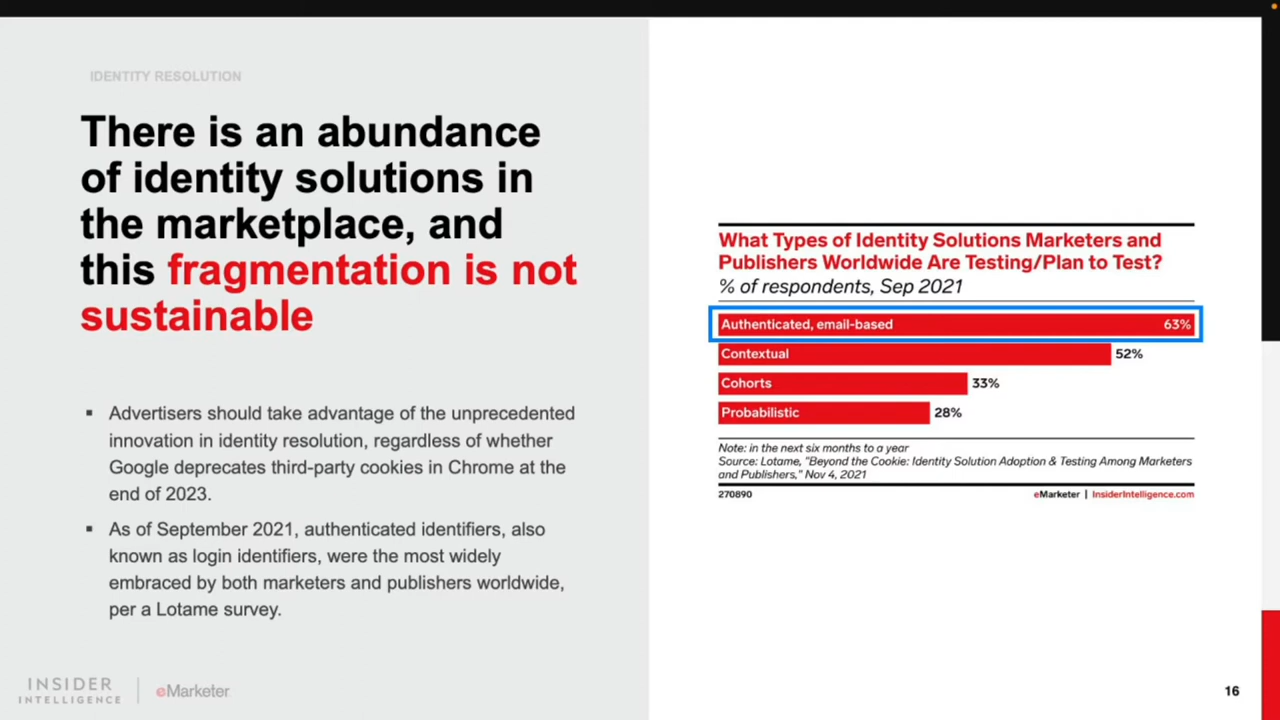 IDENTITY RESOLUTION
There is an abundance
of identity solutions in
the marketplace, and
this fragmentation is not
sustainable
▪ Advertisers should take advantage of the unprecedented
innovation in identity resolution, regardless of whether
Google deprecates third-party cookies in Chrome at the
end of 2023.
▪ As of September 2021, authenticated identifiers, also
known as login identifiers, were the most widely
embraced by both marketers and publishers worldwide,
per a Lotame survey.
INSIDER
INTELLIGENCE
eMarketer
What Types of Identity Solutions Marketers and
Publishers Worldwide Are Testing/Plan to Test?
% of respondents, Sep 2021
Authenticated, email-based 63%
Contextual 52%
Cohorts 33%
Probabilistic 28%
Note: in the next six months to a year
Source: Lotame, "Beyond the Cookie: Identity Solution Adoption & Testing Among Marketers
and Publishers," Nov 4, 2021
270890 eMarketer | InsiderIntelligence.com
16